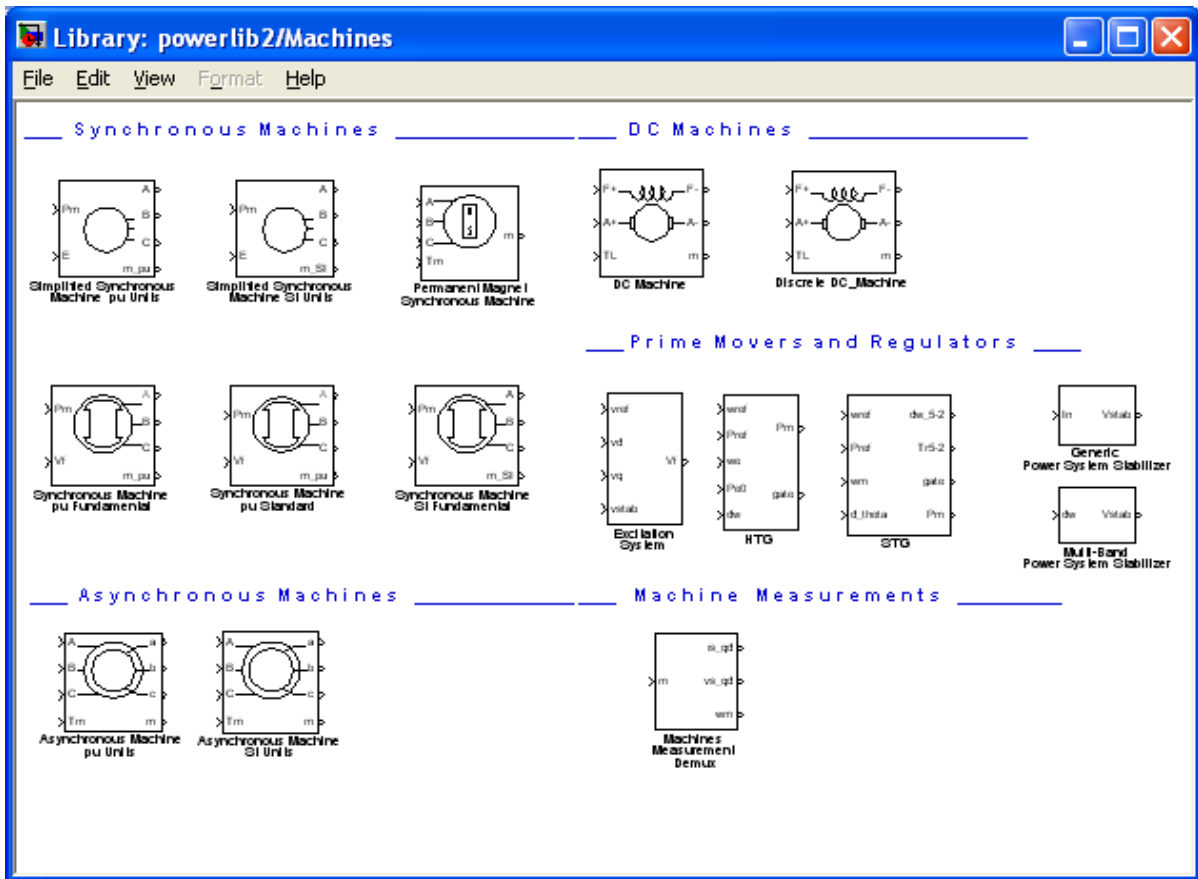 Library: powerlib2/Machines
File Edit View Format Help
Synchronous Machines
DC Machines
Pm
E
A
B
C
m_pu
Simplified Synchronous
Machine pu Units
Pm
E
A
B
C
m_SI
Simplified Synchronous
Machine SI Units
A
B
C
Tm
N
S
m
Permanent Magnet
Synchronous Machine
F+
A+
TL
F-
A-
m
DC Machine
F+
A+
TL
F-
A-
m
Discrete DC_Machine
Prime Movers and Regulators
Pm
Vf
A
B
C
m_pu
Synchronous Machine
pu Fundamental
Pm
Vf
A
B
C
m_pu
Synchronous Machine
pu Standard
Pm
Vf
A
B
C
m_SI
Synchronous Machine
SI Fundamental
vref
vd
vq
vstab
Vf
Excitation
System
wref
Pref
we
Pe0
dw
Pm
gate
HTG
wref
Pref
wm
d_theta
dw_5-2
Tr5-2
gate
Pm
STG
In
Vstab
Generic
Power System Stabilizer
dw
Vstab
Multi-Band
Power System Stabilizer
Asynchronous Machines
Machine Measurements
A
B
C
Tm
a
b
c
m
Asynchronous Machine
pu Units
A
B
C
Tm
a
b
c
m
Asynchronous Machine
SI Units
m
is_qd
vs_qd
wm
Machines
Measurement
Demux